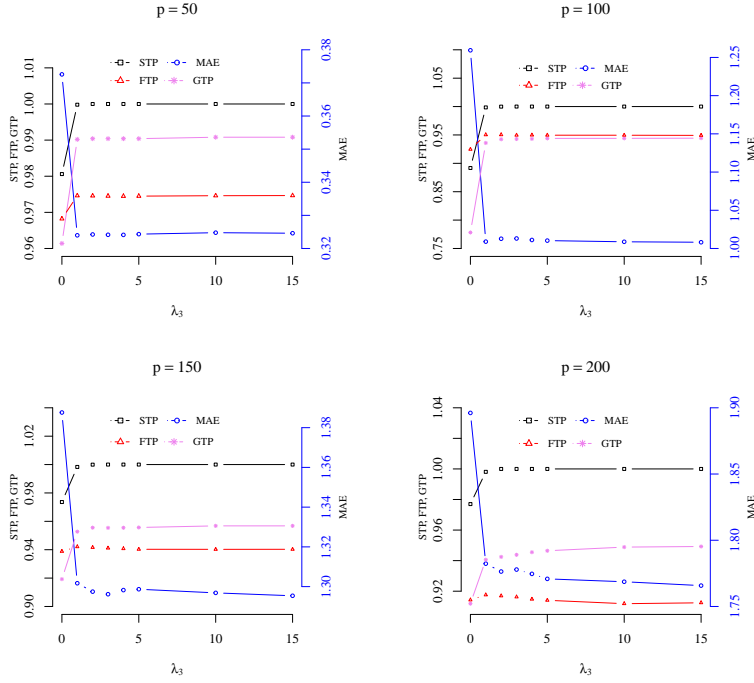 p = 50
STP
MAE
FTP
GTP
STP, FTP, GTP
0.96 0.97 0.98 0.99 1.00 1.01
MAE
0.32 0.34 0.36 0.38
0 5 10 15
λ3
p = 100
STP
MAE
FTP
GTP
STP, FTP, GTP
0.75 0.85 0.95 1.05
MAE
1.00 1.05 1.10 1.15 1.20 1.25
0 5 10 15
λ3
p = 150
STP
MAE
FTP
GTP
STP, FTP, GTP
0.90 0.94 0.98 1.02
MAE
1.30 1.32 1.34 1.36 1.38
0 5 10 15
λ3
p = 200
STP
MAE
FTP
GTP
STP, FTP, GTP
0.92 0.96 1.00 1.04
MAE
1.75 1.80 1.85 1.90
0 5 10 15
λ3